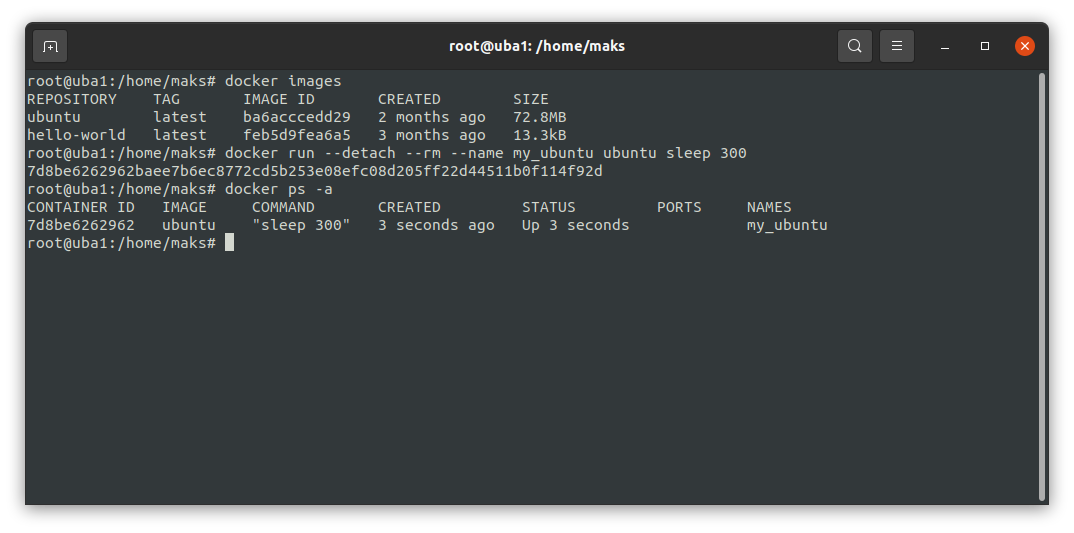 root@uba1: /home/maks
root@uba1:/home/maks# docker images
REPOSITORY    TAG       IMAGE ID       CREATED        SIZE
ubuntu        latest    ba6acccedd29   2 months ago   72.8MB
hello-world   latest    feb5d9fea6a5   3 months ago   13.3kB
root@uba1:/home/maks# docker run --detach --rm --name my_ubuntu ubuntu sleep 300
7d8be6262962baee7b6ec8772cd5b253e08efc08d205ff22d44511b0f114f92d
root@uba1:/home/maks# docker ps -a
CONTAINER ID   IMAGE     COMMAND       CREATED         STATUS         PORTS     NAMES
7d8be6262962   ubuntu    "sleep 300"   3 seconds ago   Up 3 seconds             my_ubuntu
root@uba1:/home/maks#